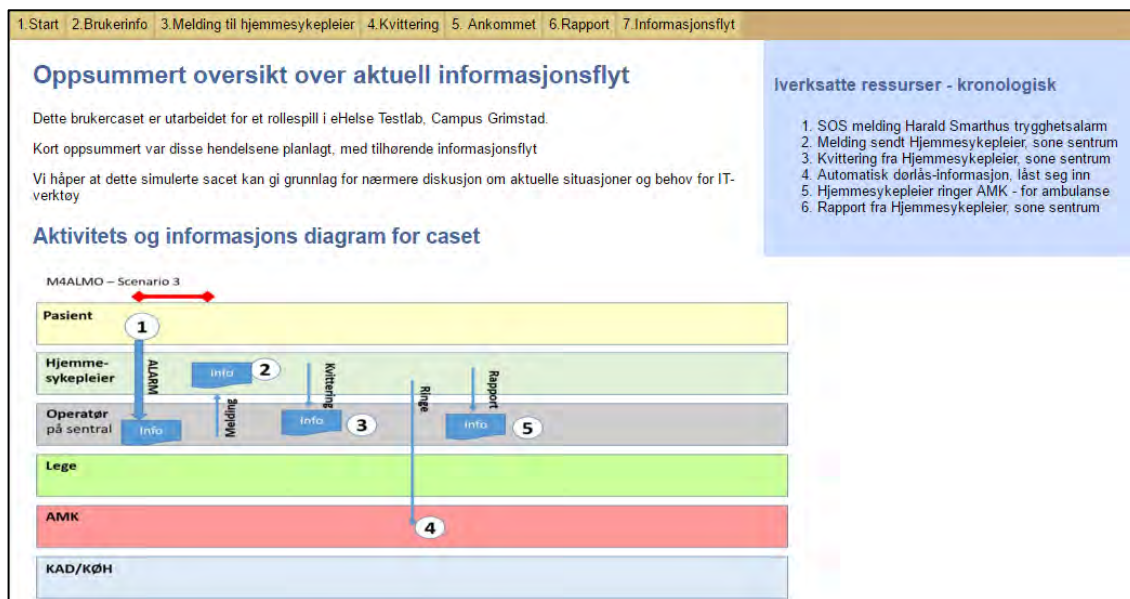 1.Start 2.Brukerinfo 3.Melding til hjemmesykepleier 4.Kvittering 5. Ankommet 6.Rapport 7.Informasjonsflyt
Oppsummert oversikt over aktuell informasjonsflyt
Dette brukercaset er utarbeidet for et rollespill i eHelse Testlab, Campus Grimstad.
Kort oppsummert var disse hendelsene planlagt, med tilhørende informasjonsflyt
Vi håper at dette simulerte sacet kan gi grunnlag for nærmere diskusjon om aktuelle situasjoner og behov for IT-
verktøy
Iverksatte ressurser - kronologisk
1. SOS melding Harald Smarthus trygghetsalarm
2. Melding sendt Hjemmesykepleier, sone sentrum
3. Kvittering fra Hjemmesykepleier, sone sentrum
4. Automatisk dørlås-informasjon, låst seg inn
5. Hjemmesykepleier ringer AMK - for ambulanse
6. Rapport fra Hjemmesykepleier, sone sentrum
Aktivitets og informasjons diagram for caset
M4ALMO – Scenario 3
Pasient
1
Hjemme-
sykepleier
ALARM
Info
2
Kvittering
Ringe
Rapport
Operatør
på sentral
Info
Melding
Info
3
Info
5
Lege
AMK
4
KAD/KØH